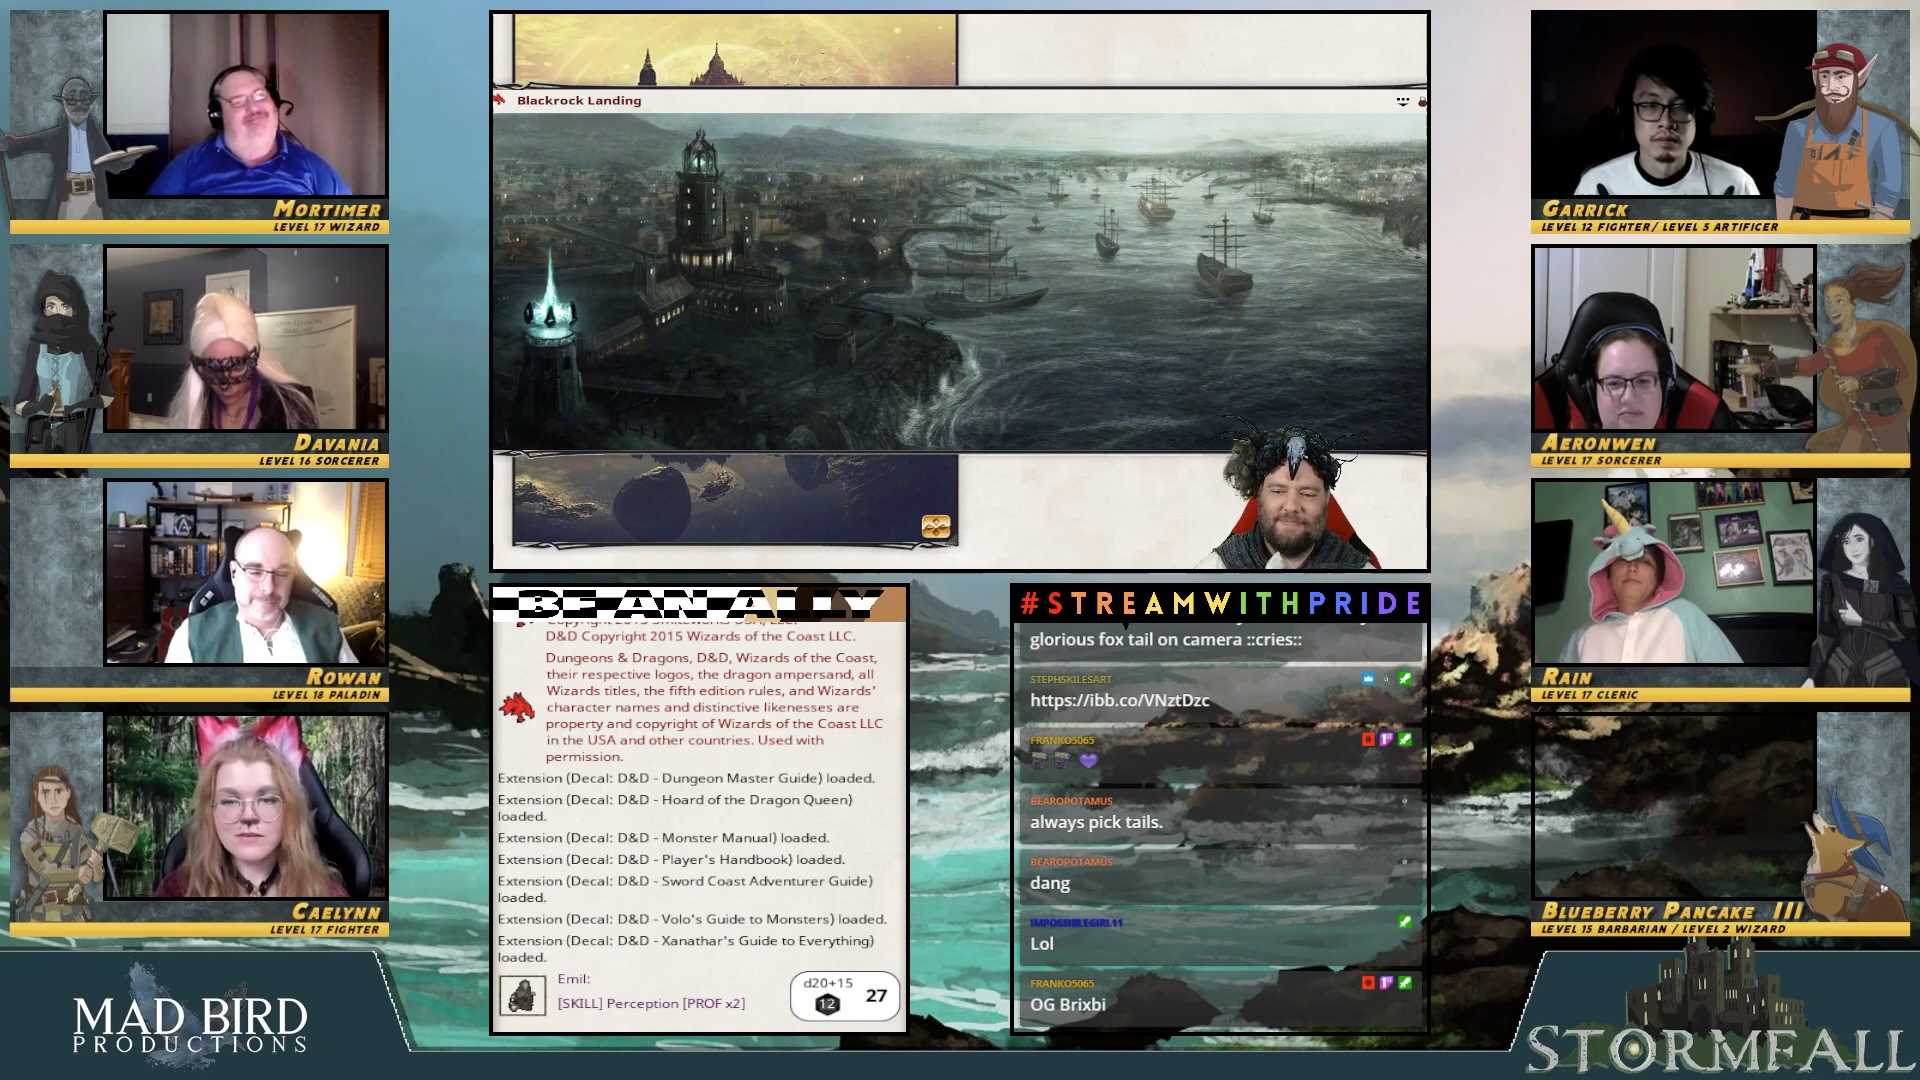 MORTIMER
LEVEL 17 WIZARD
DAVANIA
LEVEL 16 SORCERER
ROWAN
LEVEL 18 PALADIN
CAELYNN
LEVEL 17 FIGHTER
MAD BIRD
PRODUCTIONS
Blackrock Landing
BE AN ALLY
D&D Copyright 2015 Wizards of the Coast LLC.
Dungeons & Dragons, D&D, Wizards of the Coast,
their respective logos, the dragon ampersand, all
Wizards titles, the fifth edition rules, and Wizards'
character names and distinctive likenesses are
property and copyright of Wizards of the Coast LLC
in the USA and other countries. Used with
permission.
Extension (Decal: D&D - Dungeon Master Guide) loaded.
Extension (Decal: D&D - Hoard of the Dragon Queen)
loaded.
Extension (Decal: D&D - Monster Manual) loaded.
Extension (Decal: D&D - Player's Handbook) loaded.
Extension (Decal: D&D - Sword Coast Adventurer Guide)
loaded.
Extension (Decal: D&D - Volo's Guide to Monsters) loaded.
Extension (Decal: D&D - Xanathar's Guide to Everything)
loaded.
Emil:
[SKILL] Perception [PROF x2]
d20+15
12
27
#STREAMWITHPRIDE
glorious fox tail on camera ::cries::
STEPHSKILESART
https://ibb.co/VNztDzc
FRANKO5065
BEAROPOTAMUS
always pick tails.
BEAROPOTAMUS
dang
IMPOSSIBLEGIRL11
Lol
FRANKO5065
OG Brixbi
GARRICK
LEVEL 12 FIGHTER/ LEVEL 5 ARTIFICER
AERONWEN
LEVEL 17 SORCERER
RAIN
LEVEL 17 CLERIC
BLUEBERRY PANCAKE III
LEVEL 15 BARBARIAN / LEVEL 2 WIZARD
STORMFALL